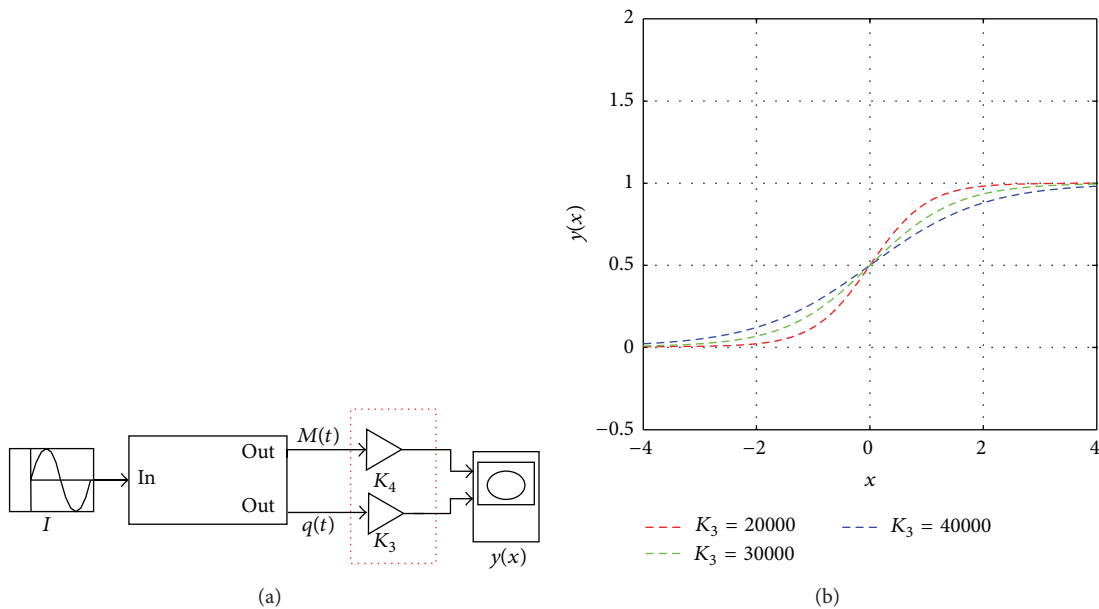 I
In
Out
Out
M(t)
q(t)
K₄
K₃
y(x)
(a)
2
1.5
1
0.5
0
−0.5
y(x)
−4
−2
0
2
4
x
K₃ = 20000
K₃ = 40000
K₃ = 30000
(b)